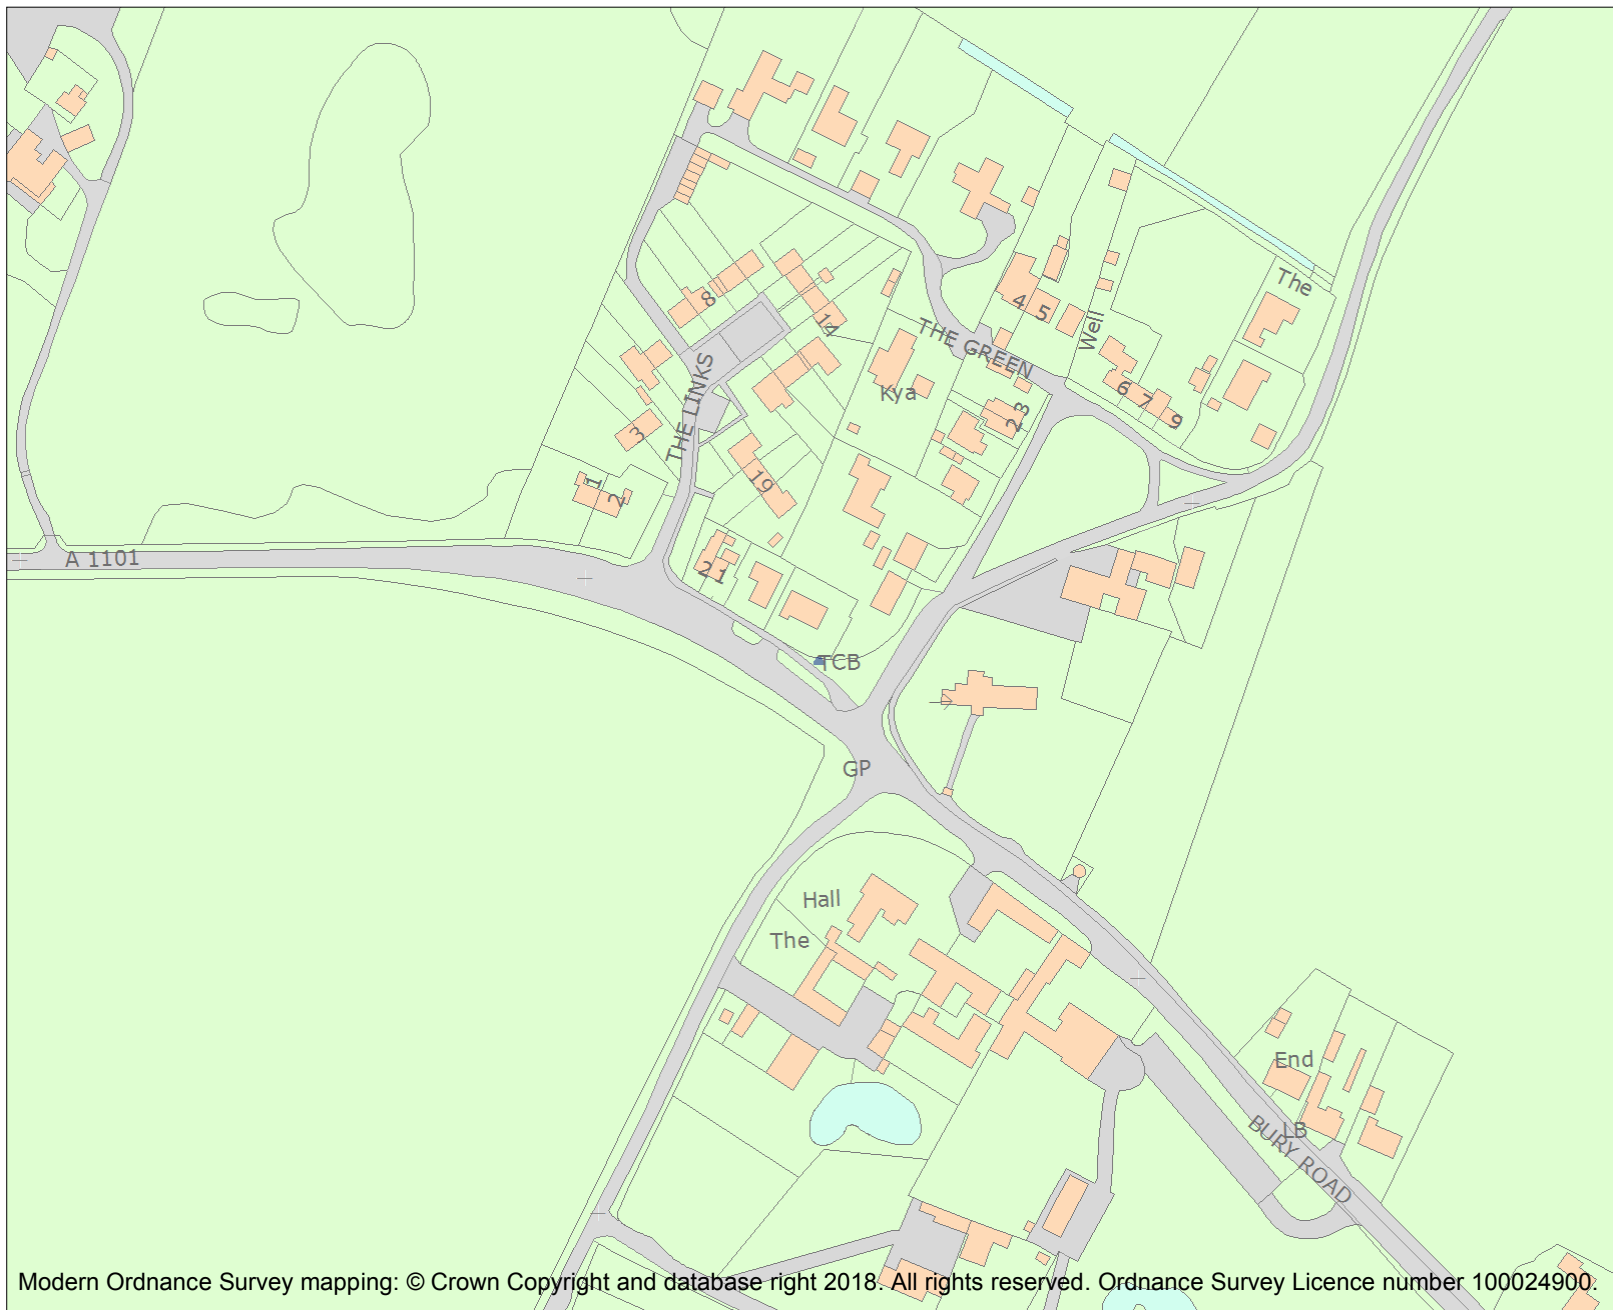 The
8
14
4
5
THE GREEN
Well
Kya
6
7
9
2 3
THE LINKS
3
19
1
2
A 1101
21
TCB
GP
Hall
The
End
LB
BURY ROAD
Modern Ordnance Survey mapping: © Crown Copyright and database right 2018. All rights reserved. Ordnance Survey Licence number 100024900.